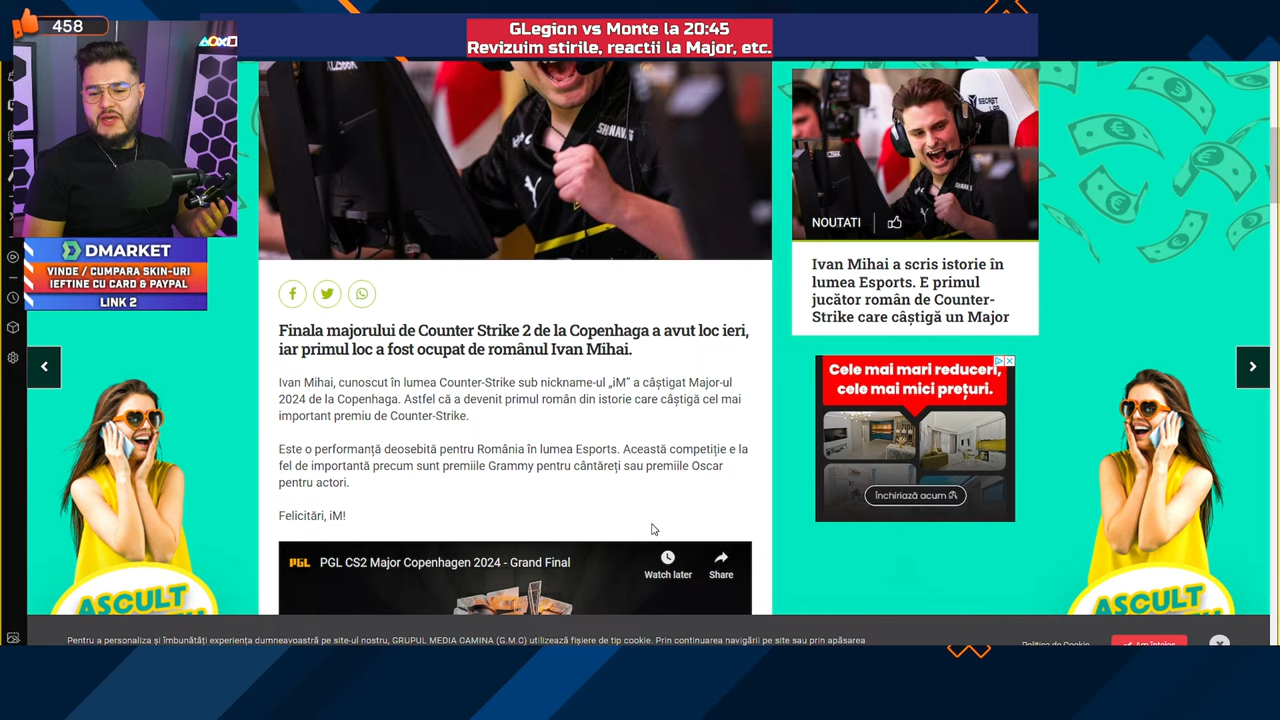 458
GLegion vs Monte la 20:45
Revizuim stirile, reactii la Major, etc.
DMARKET
VINDE / CUMPARA SKIN-URI
IEFTINE CU CARD & PAYPAL
LINK 2
SECRET LAB
NOUTATI
Ivan Mihai a scris istorie în
lumea Esports. E primul
jucător român de Counter-
Strike care câștigă un Major
Finala majorului de Counter Strike 2 de la Copenhaga a avut loc ieri,
iar primul loc a fost ocupat de românul Ivan Mihai.
Ivan Mihai, cunoscut în lumea Counter-Strike sub nickname-ul „iM” a câștigat Major-ul
2024 de la Copenhaga. Astfel că a devenit primul român din istorie care câștigă cel mai
important premiu de Counter-Strike.
Este o performanță deosebită pentru România în lumea Esports. Această competiție e la
fel de importantă precum sunt premiile Grammy pentru cântăreți sau premiile Oscar
pentru actori.
Felicitări, iM!
PGL PGL CS2 Major Copenhagen 2024 - Grand Final
Watch later
Share
Cele mai mari reduceri,
cele mai mici prețuri.
Închiriază acum
ASCULT
ASCULT
Pentru a personaliza și îmbunătăți experiența dumneavoastră pe site-ul nostru, GRUPUL MEDIA CAMINA (G.M.C) utilizează fișiere de tip cookie. Prin continuarea navigării pe site sau prin apăsarea
Politica de Cookie
Am înțeles